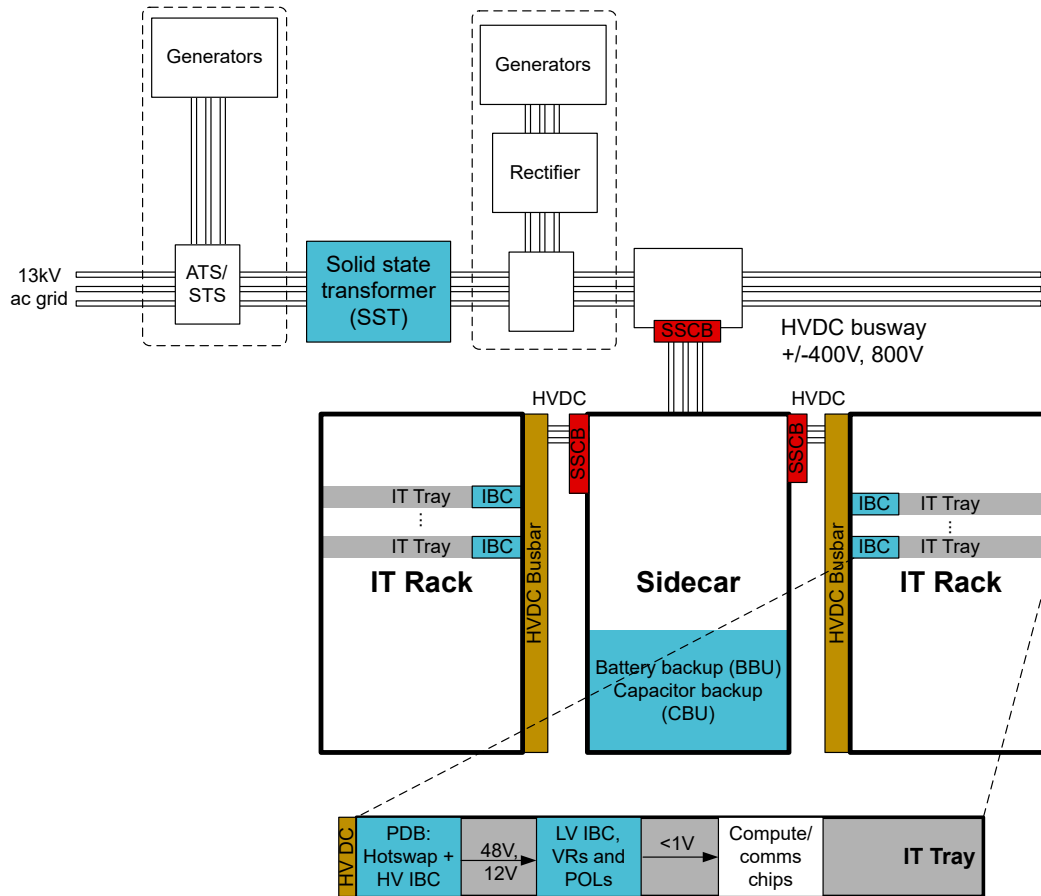 Generators
Generators
Rectifier
13kV
ac grid
ATS/
STS
Solid state
transformer
(SST)
SSCB
HVDC busway
+/-400V, 800V
HVDC
HVDC
SSCB
SSCB
IT Tray
IBC
...
IT Tray
IBC
IT Rack
HVDC Busbar
Sidecar
Battery backup (BBU)
Capacitor backup
(CBU)
HVDC Busbar
IBC
IT Tray
...
IBC
IT Tray
IT Rack
HV DC
PDB:
Hotswap +
HV IBC
48V,
12V
LV IBC,
VRs and
POLs
<1V
Compute/
comms
chips
IT Tray